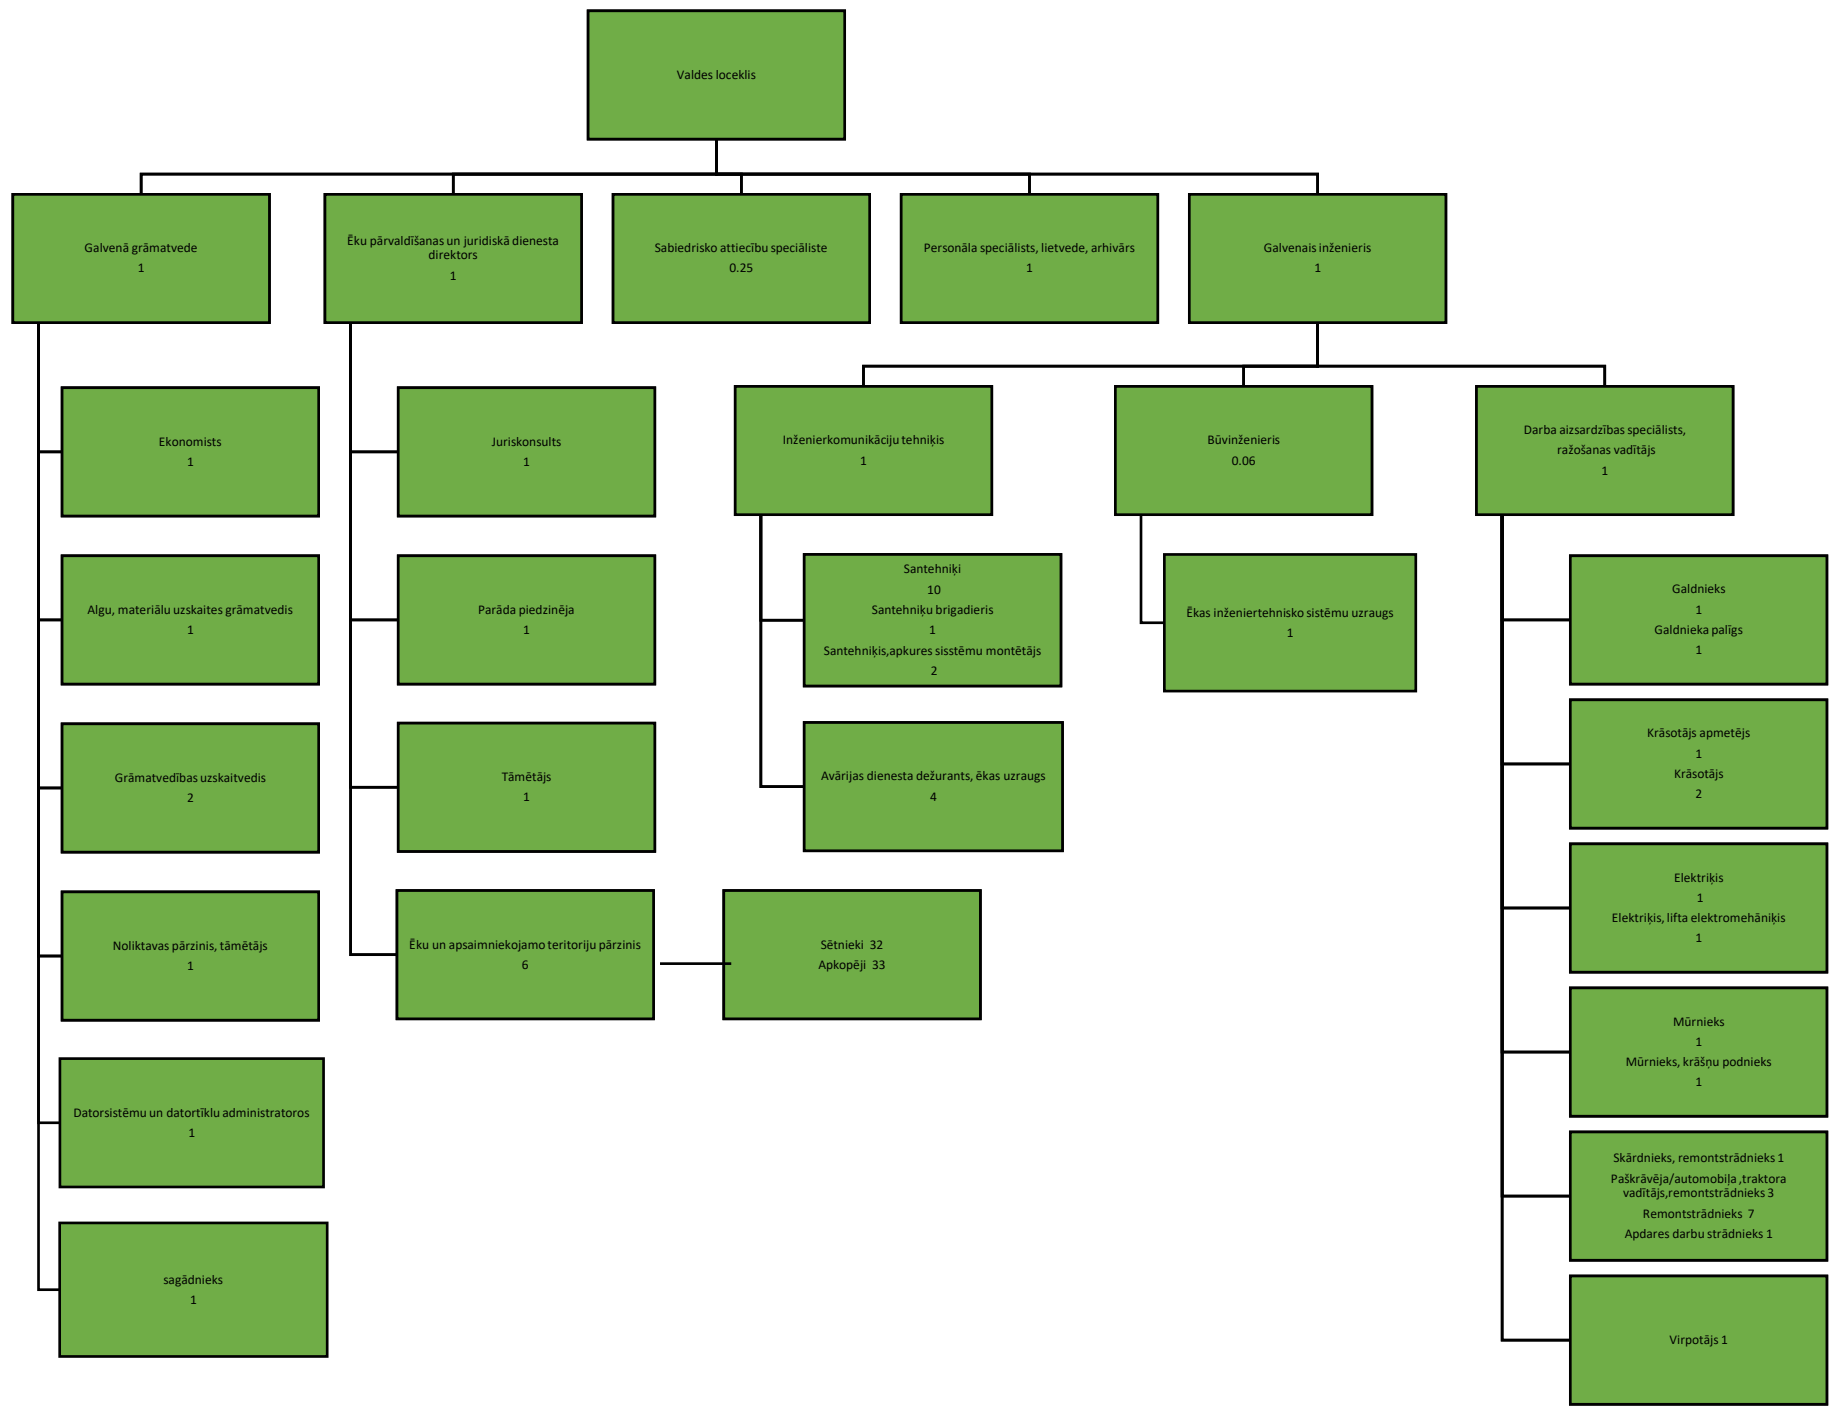 Valdes loceklis
Galvenā grāmatvede
1
Ēku pārvaldīšanas un juridiskā dienesta
direktors
1
Sabiedrisko attiecību speciāliste
0.25
Personāla speciālists, lietvede, arhivārs
1
Galvenais inženieris
1
Ekonomists
1
Algu, materiālu uzskaites grāmatvedis
1
Grāmatvedības uzskaitvedis
2
Noliktavas pārzinis, tāmētājs
1
Datorsistēmu un datortīklu administratoros
1
sagādnieks
1
Juriskonsults
1
Parāda piedzinēja
1
Tāmētājs
1
Ēku un apsaimniekojamo teritoriju pārzinis
6
Sētnieki 32
Apkopēji 33
Inženierkomunikāciju tehniķis
1
Santehniķi
10
Santehniķu brigadieris
1
Santehniķis,apkures sisstēmu montētājs
2
Avārijas dienesta dežurants, ēkas uzraugs
4
Būvinženieris
0.06
Ēkas inženiertehnisko sistēmu uzraugs
1
Darba aizsardzības speciālists,
ražošanas vadītājs
1
Galdnieks
1
Galdnieka palīgs
1
Krāsotājs apmetējs
1
Krāsotājs
2
Elektriķis
1
Elektriķis, lifta elektromehāniķis
1
Mūrnieks
1
Mūrnieks, krāšņu podnieks
1
Skārdnieks, remontstrādnieks 1
Paškrāvēja/automobiļa ,traktora
vadītājs,remontstrādnieks 3
Remontstrādnieks 7
Apdares darbu strādnieks 1
Virpotājs 1